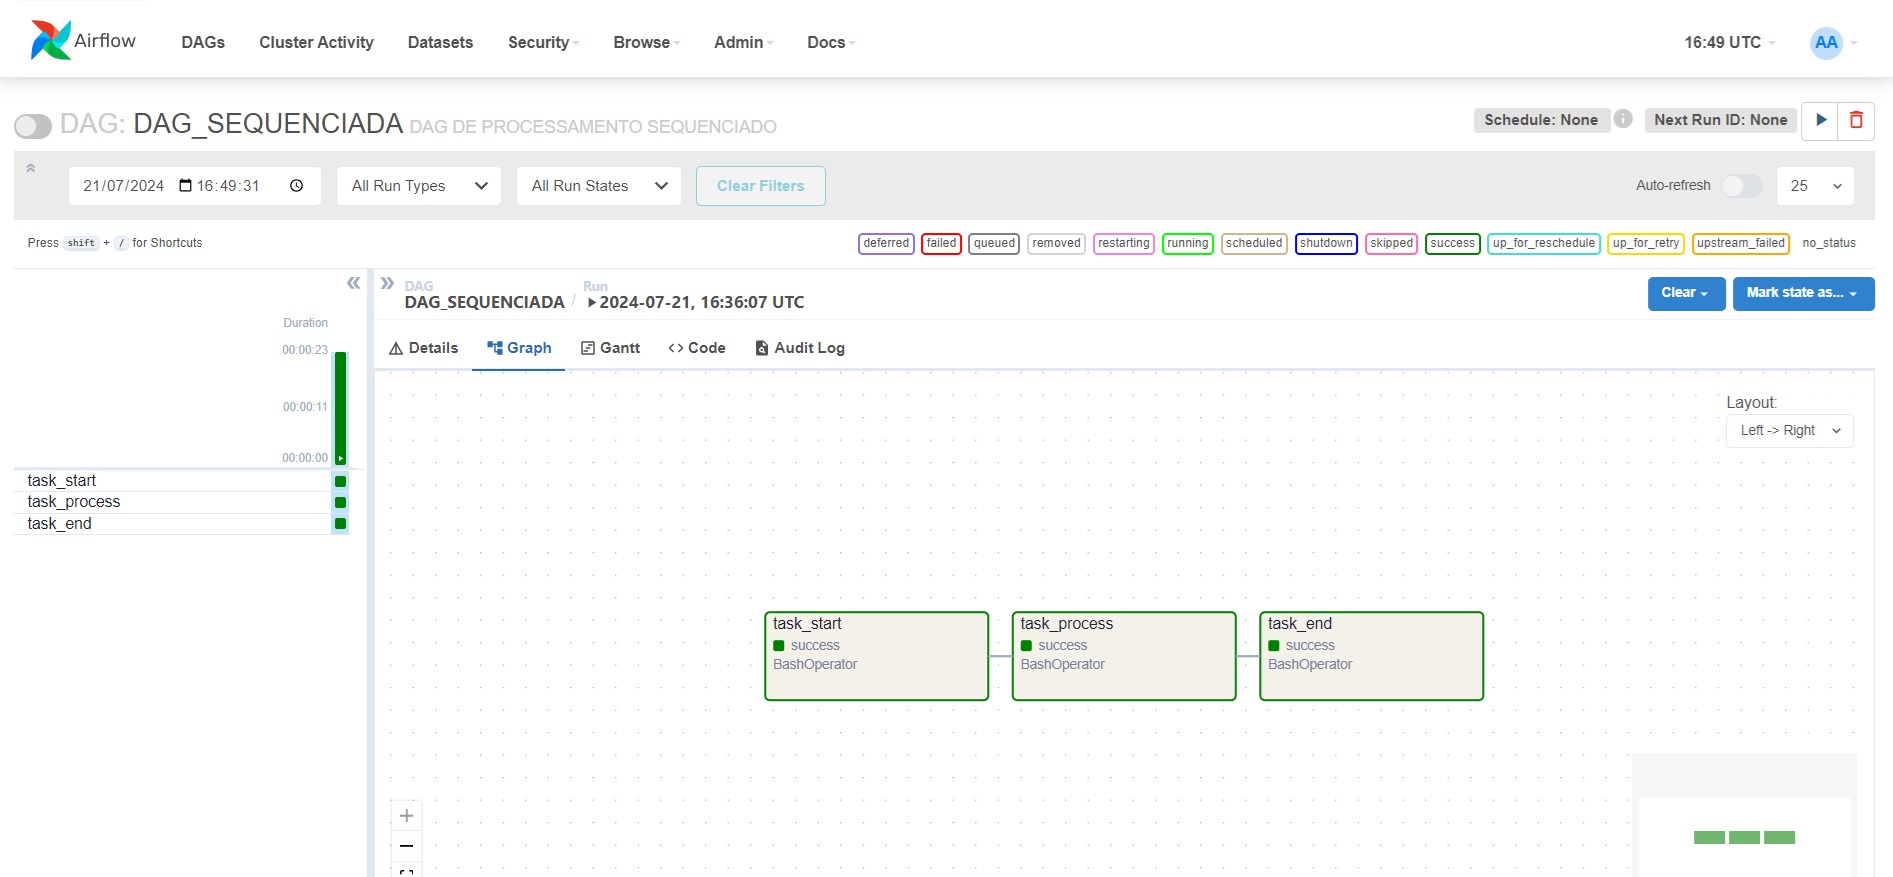 Airflow DAGs Cluster Activity Datasets Security Browse Admin Docs 16:49 UTC AA
DAG: DAG_SEQUENCIADA DAG DE PROCESSAMENTO SEQUENCIADO Schedule: None i Next Run ID: None
21/07/2024 16:49:31 All Run Types All Run States Clear Filters Auto-refresh 25
Press shift + / for Shortcuts deferred failed queued removed restarting running scheduled shutdown skipped success up_for_reschedule up_for_retry upstream_failed no_status
DAG Run
DAG_SEQUENCIADA / 2024-07-21, 16:36:07 UTC Clear Mark state as...
Duration
00:00:23
00:00:11
00:00:00
task_start
task_process
task_end
Details Graph Gantt Code Audit Log
Layout:
Left -> Right
task_start
success
BashOperator
task_process
success
BashOperator
task_end
success
BashOperator